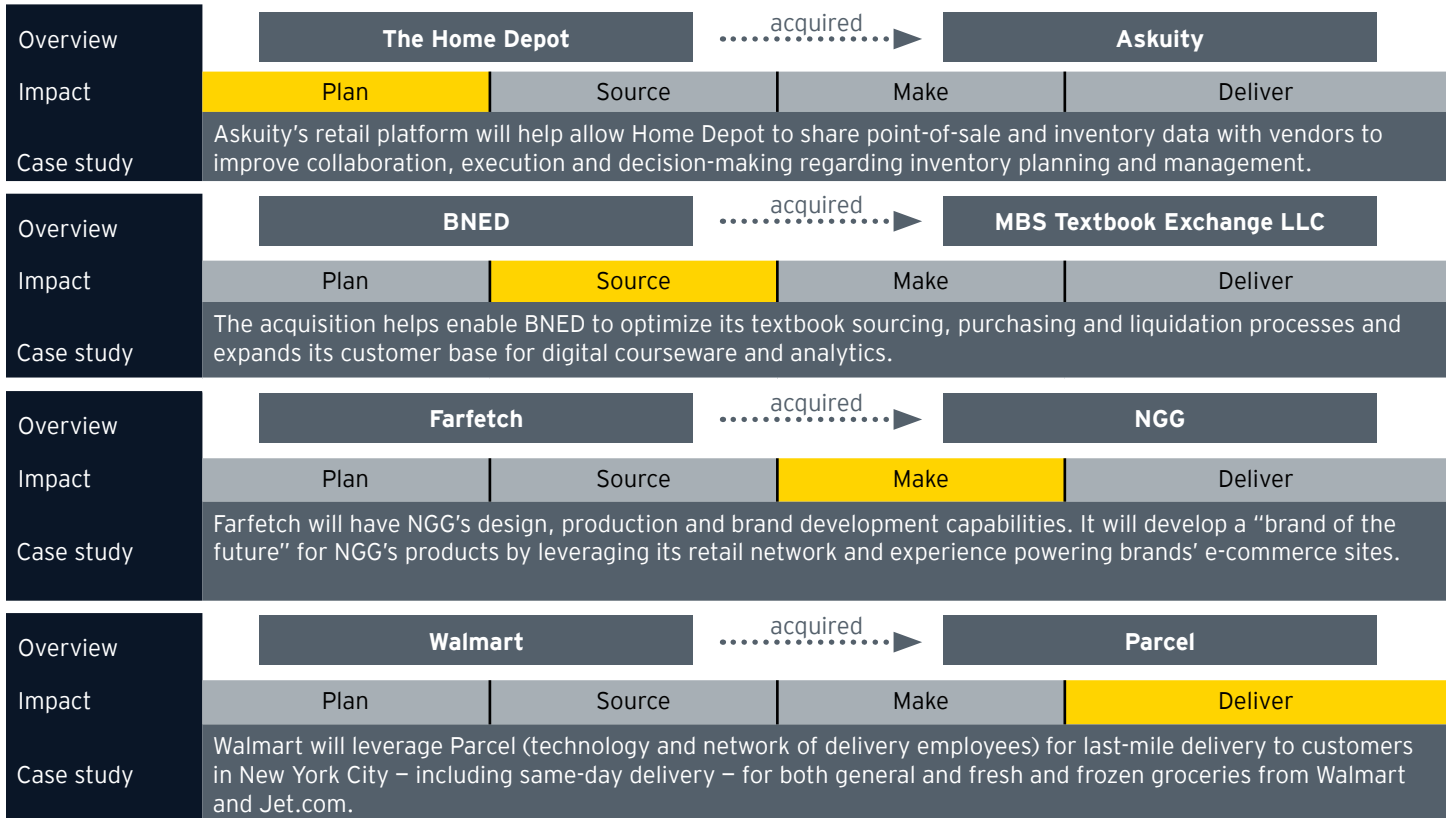 Overview
The Home Depot
acquired
Askuity
Impact
Plan
Source
Make
Deliver
Case study
Askuity’s retail platform will help allow Home Depot to share point-of-sale and inventory data with vendors to
improve collaboration, execution and decision-making regarding inventory planning and management.
Overview
BNED
acquired
MBS Textbook Exchange LLC
Impact
Plan
Source
Make
Deliver
Case study
The acquisition helps enable BNED to optimize its textbook sourcing, purchasing and liquidation processes and
expands its customer base for digital courseware and analytics.
Overview
Farfetch
acquired
NGG
Impact
Plan
Source
Make
Deliver
Case study
Farfetch will have NGG’s design, production and brand development capabilities. It will develop a “brand of the
future” for NGG’s products by leveraging its retail network and experience powering brands’ e-commerce sites.
Overview
Walmart
acquired
Parcel
Impact
Plan
Source
Make
Deliver
Case study
Walmart will leverage Parcel (technology and network of delivery employees) for last-mile delivery to customers
in New York City – including same-day delivery – for both general and fresh and frozen groceries from Walmart
and Jet.com.